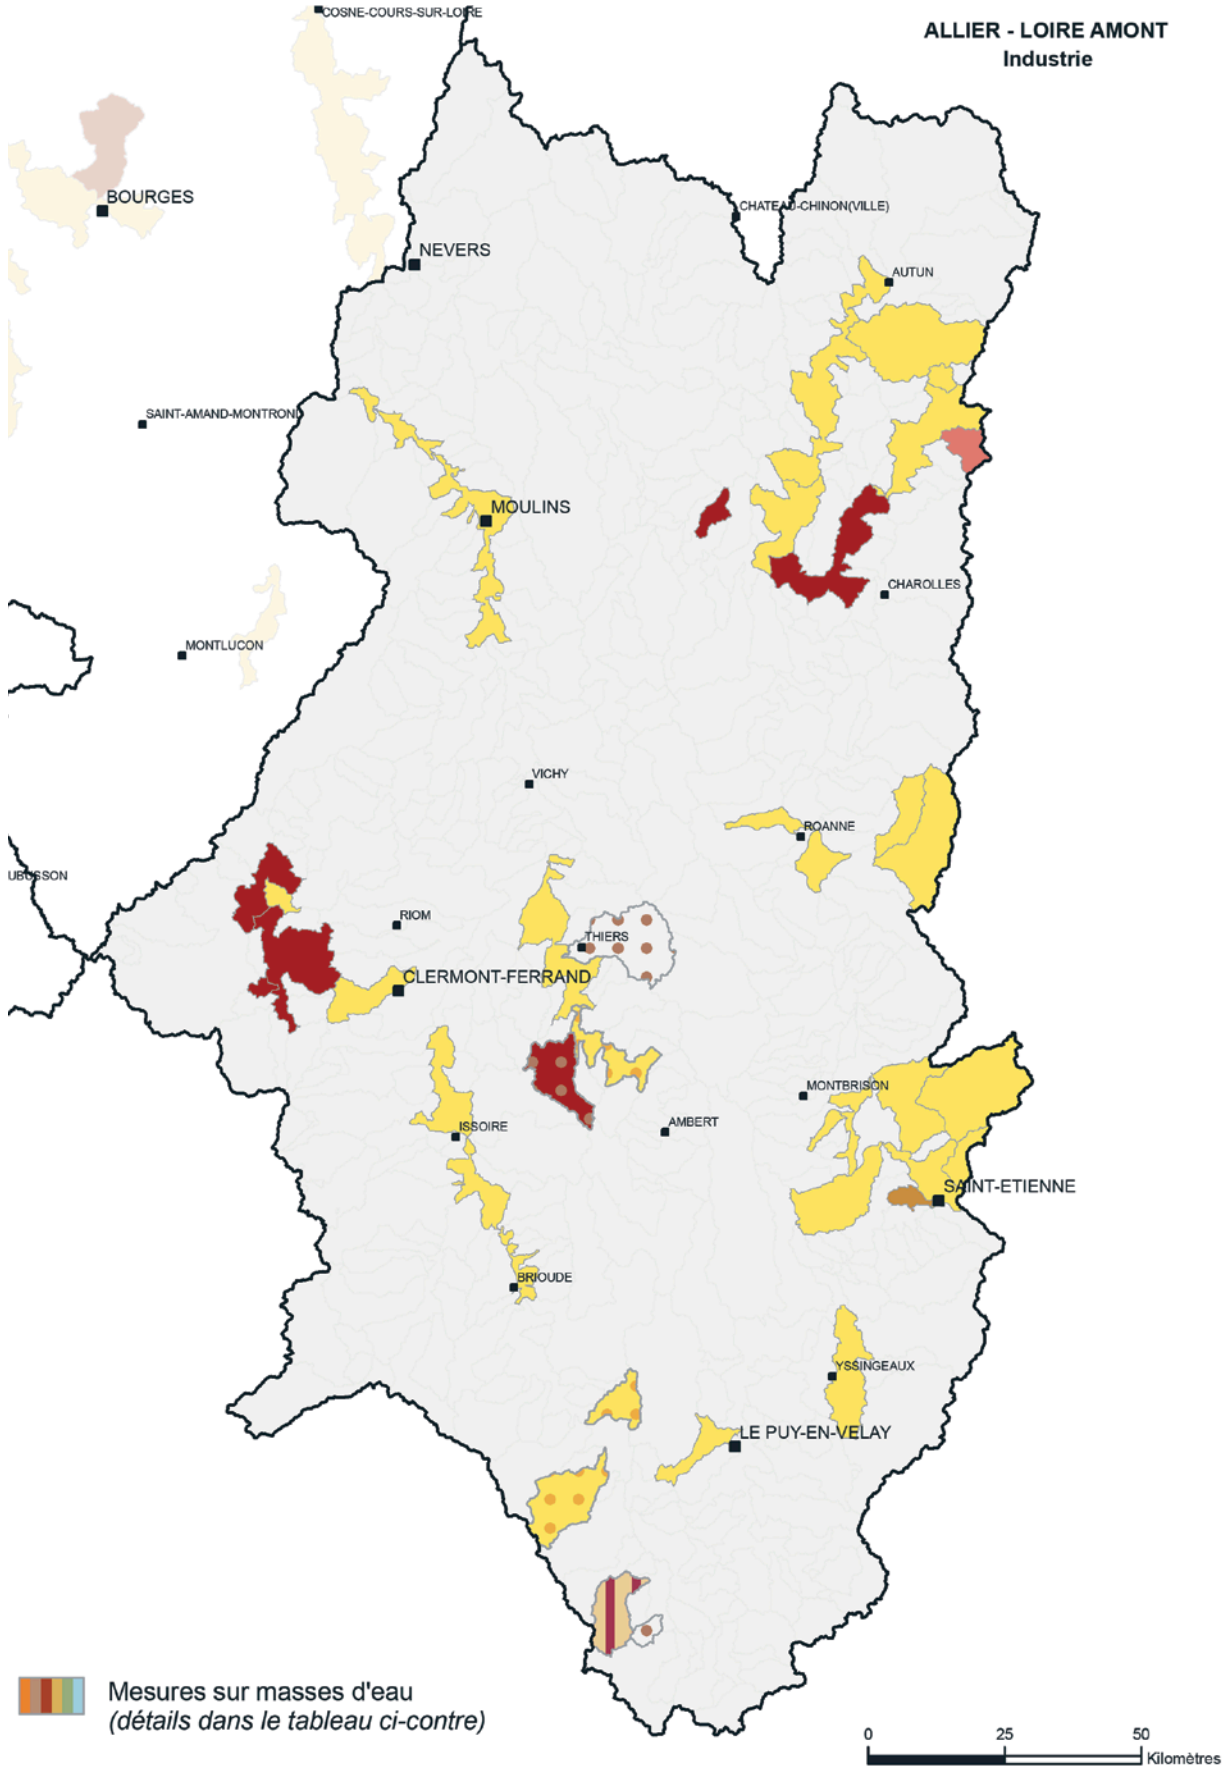 ALLIER - LOIRE AMONT
Industrie
COSNE-COURS-SUR-LOIRE
BOURGES
CHATEAU-CHINON(VILLE)
NEVERS
AUTUN
SAINT-AMAND-MONTRON
MOULINS
CHAROLLES
MONTLUCON
VICHY
ROANNE
UBUSSON
RIOM
THIERS
CLERMONT-FERRAND
MONTBRISON
ISSOIRE
AMBERT
SAINT-ETIENNE
BRIOUDE
YSSINGEAUX
LE PUY-EN-VELAY
Mesures sur masses d'eau
(détails dans le tableau ci-contre)
0 25 50
Kilomètres